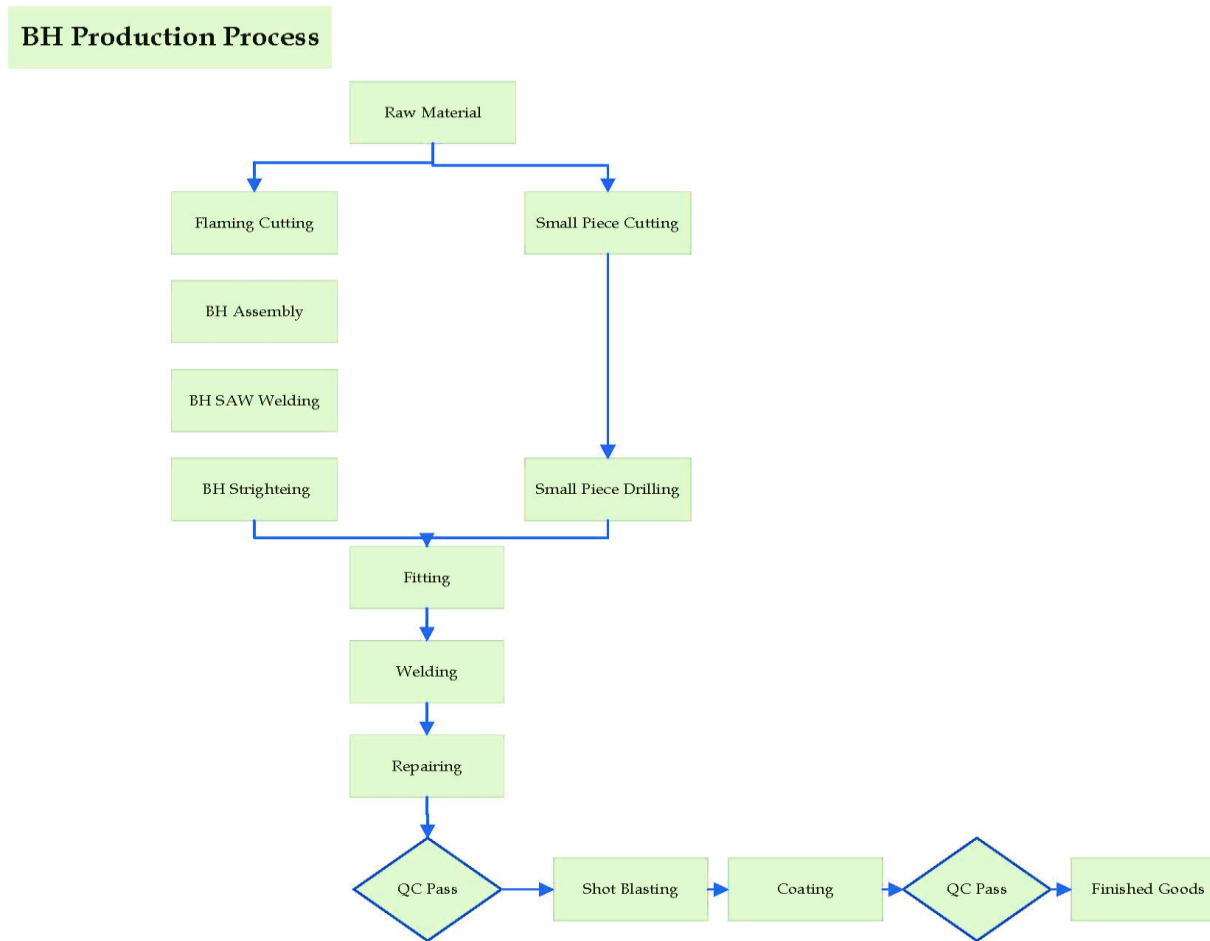 BH Production Process
Raw Material
Flaming Cutting
Small Piece Cutting
BH Assembly
BH SAW Welding
BH Strighteing
Small Piece Drilling
Fitting
Welding
Repairing
QC Pass
Shot Blasting
Coating
QC Pass
Finished Goods